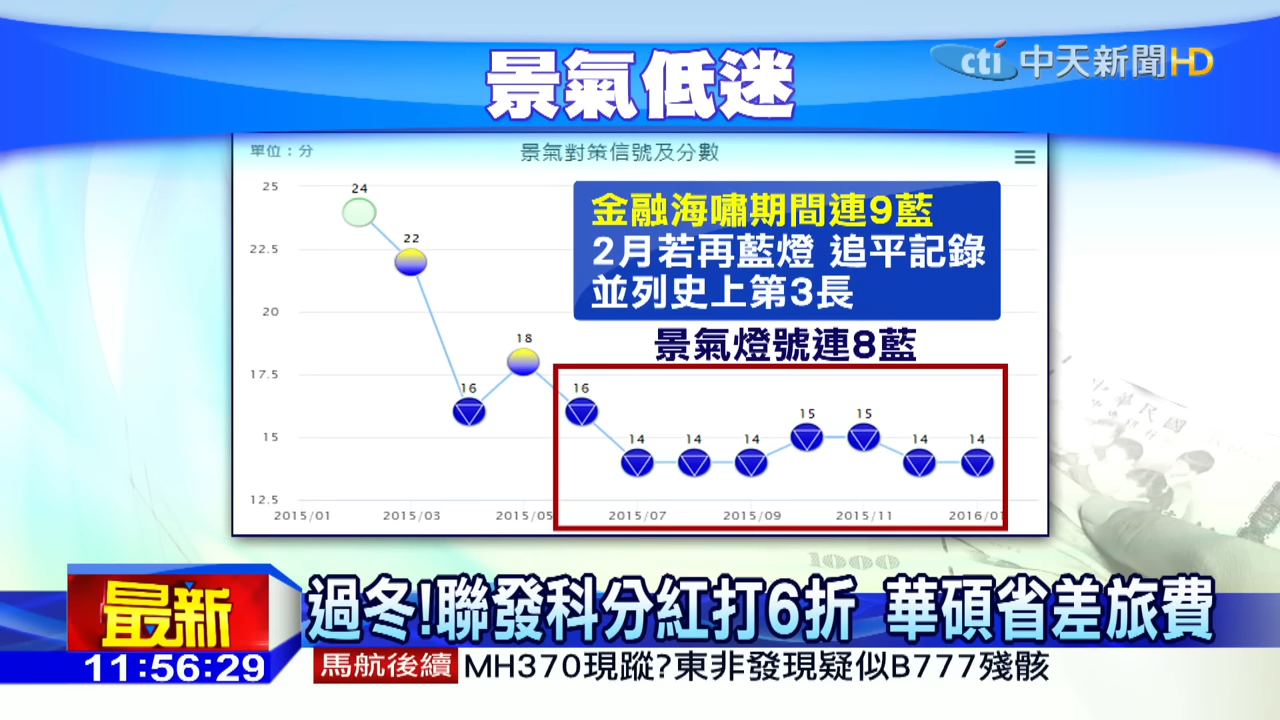 景氣低迷
cti 中天新聞HD
單位：分
景氣對策信號及分數
25
22.5
20
17.5
15
12.5
24
22
16
18
16
14
14
14
15
15
14
14
金融海嘯期間連9藍
2月若再藍燈 追平記錄
並列史上第3長
景氣燈號連8藍
2015/01
2015/03
2015/05
2015/07
2015/09
2015/11
2016/01
中華民國
1000
最新
過冬!聯發科分紅打6折 華碩省差旅費
11:56:29
馬航後續
MH370現蹤?東非發現疑似B777殘骸